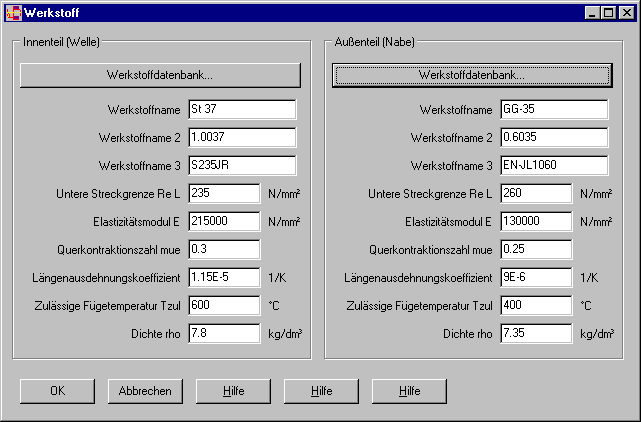 Werkstoff
Innenteil (Welle)
Werkstoffdatenbank...
Werkstoffname St 37
Werkstoffname 2 1.0037
Werkstoffname 3 S235JR
Untere Streckgrenze Re L 235 N/mm²
Elastizitätsmodul E 215000 N/mm²
Querkontraktionszahl mue 0.3
Längenausdehnungskoeffizient 1.15E-5 1/K
Zulässige Fügetemperatur Tzul 600 °C
Dichte rho 7.8 kg/dm³
Außenteil (Nabe)
Werkstoffdatenbank...
Werkstoffname GG-35
Werkstoffname 2 0.6035
Werkstoffname 3 EN-JL1060
Untere Streckgrenze Re L 260 N/mm²
Elastizitätsmodul E 130000 N/mm²
Querkontraktionszahl mue 0.25
Längenausdehnungskoeffizient 9E-6 1/K
Zulässige Fügetemperatur Tzul 400 °C
Dichte rho 7.35 kg/dm³
OK Abbrechen Hilfe Hilfe Hilfe